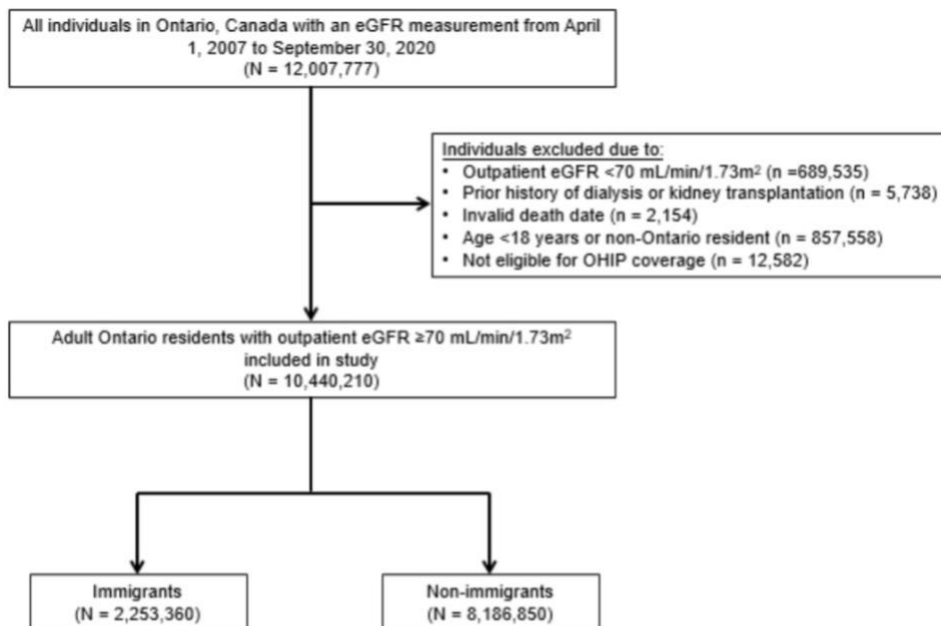 All individuals in Ontario, Canada with an eGFR measurement from April
1, 2007 to September 30, 2020
(N = 12,007,777)
Individuals excluded due to:
• Outpatient eGFR <70 mL/min/1.73m² (n =689,535)
• Prior history of dialysis or kidney transplantation (n = 5,738)
• Invalid death date (n = 2,154)
• Age <18 years or non-Ontario resident (n = 857,558)
• Not eligible for OHIP coverage (n = 12,582)
Adult Ontario residents with outpatient eGFR ≥70 mL/min/1.73m²
included in study
(N = 10,440,210)
Immigrants
(N = 2,253,360)
Non-immigrants
(N = 8,186,850)